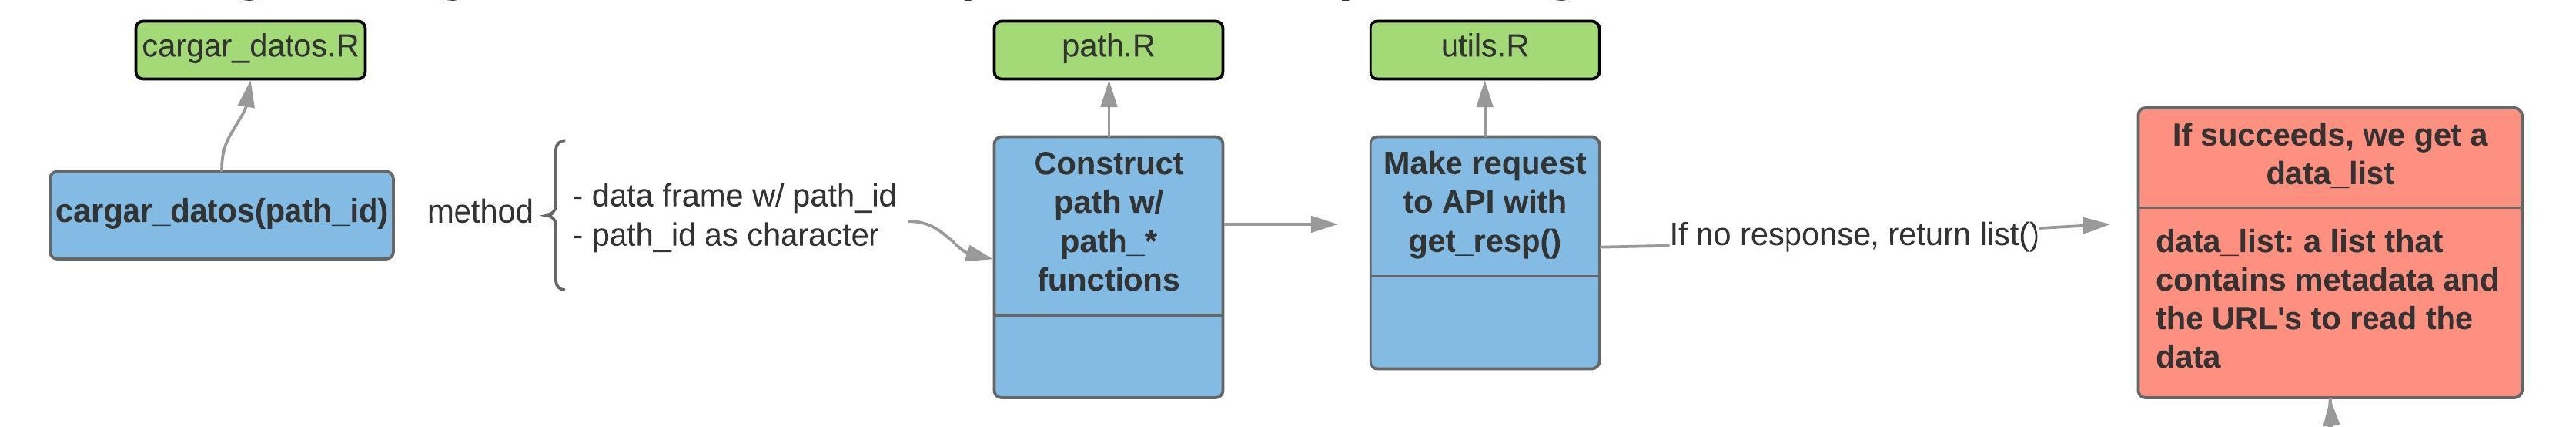 cargar_datos.R
path.R
utils.R
cargar_datos(path_id)
method
- data frame w/ path_id
- path_id as character
Construct
path w/
path_*
functions
Make request
to API with
get_resp()
If no response, return list()
If succeeds, we get a
data_list
data_list: a list that
contains metadata and
the URL's to read the
data